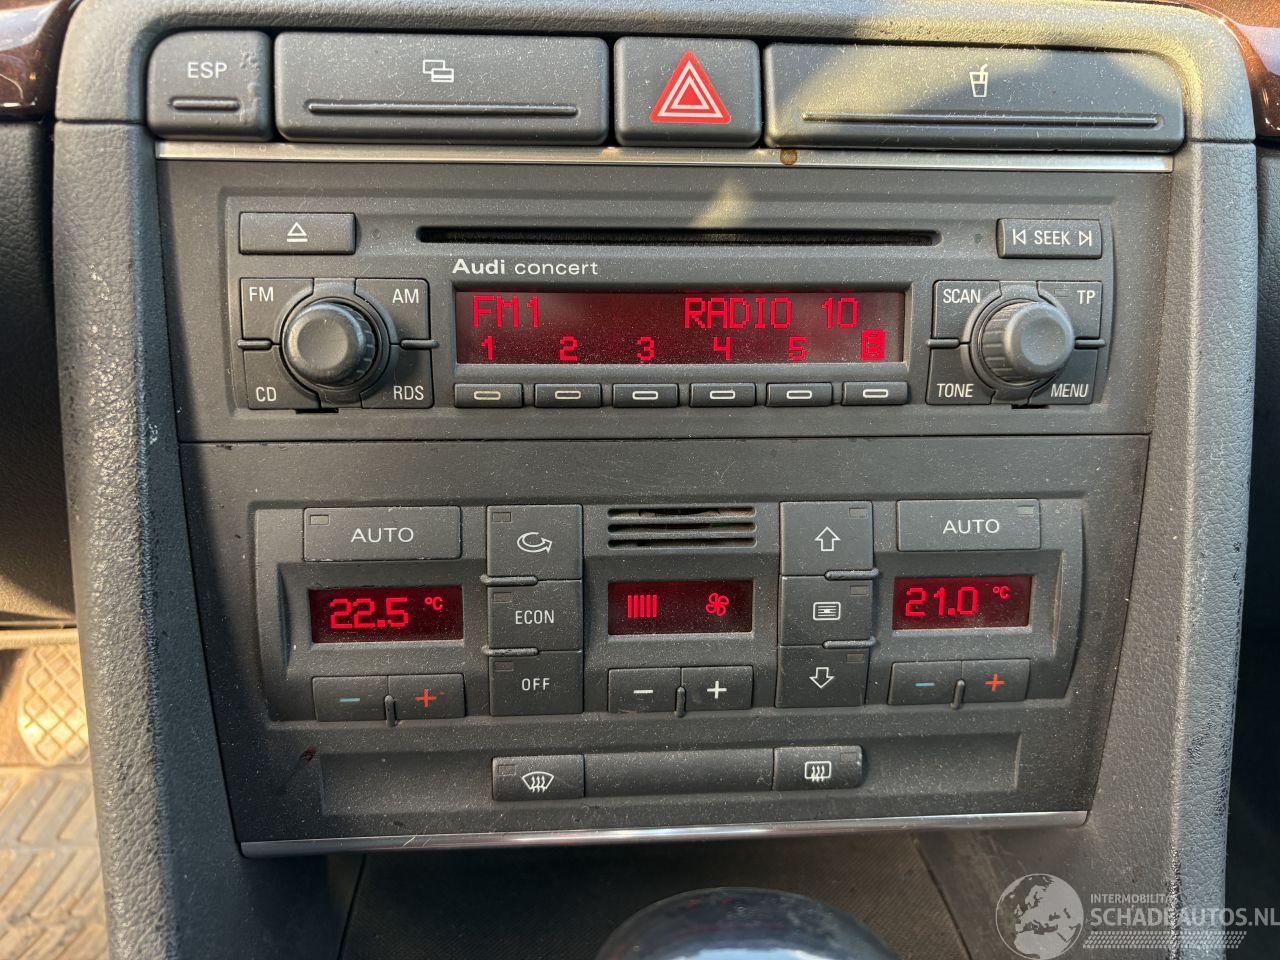 ESP
Audi concert
SEEK
FM AM
CD RDS
FM1 RADIO 10
1 2 3 4 5 6
SCAN TP
TONE MENU
AUTO AUTO
22.5 °C 21.0 °C
ECON
OFF
- + - + - +
INTERMOBILITAS
SCHADEAUTOS.NL